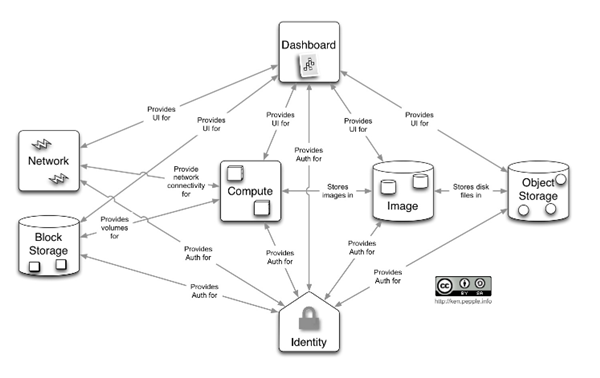 Dashboard
Provides
UI for
Provides
UI for
Provides
UI for
Provides
UI for
Provides
UI for
Provides
Auth for
Network
Provide
network
connectivity
for
Compute
Stores
images in
Image
Stores disk
files in
Object
Storage
Block
Storage
Provides
volumes
for
Provides
Auth for
Provides
Auth for
Provides
Auth for
Provides
Auth for
Provides
Auth for
Identity
cc
BY SA
http://ken.pepple.info